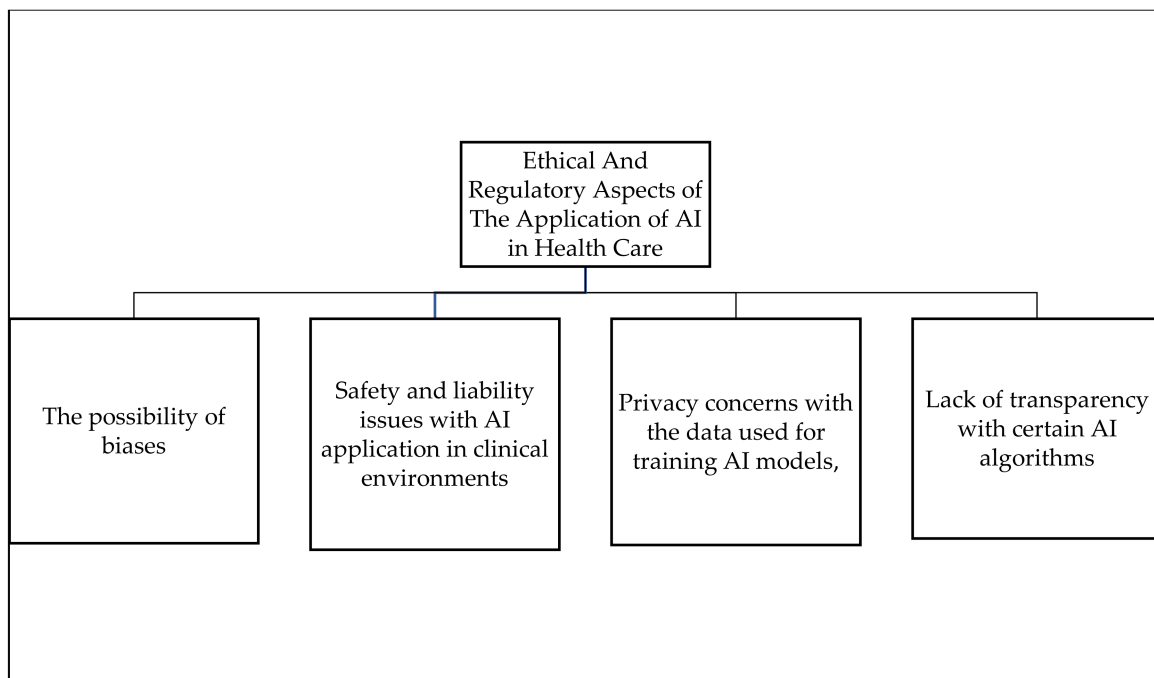 Ethical And
Regulatory Aspects of
The Application of AI
in Health Care
The possibility of
biases
Safety and liability
issues with AI
application in clinical
environments
Privacy concerns with
the data used for
training AI models,
Lack of transparency
with certain AI
algorithms